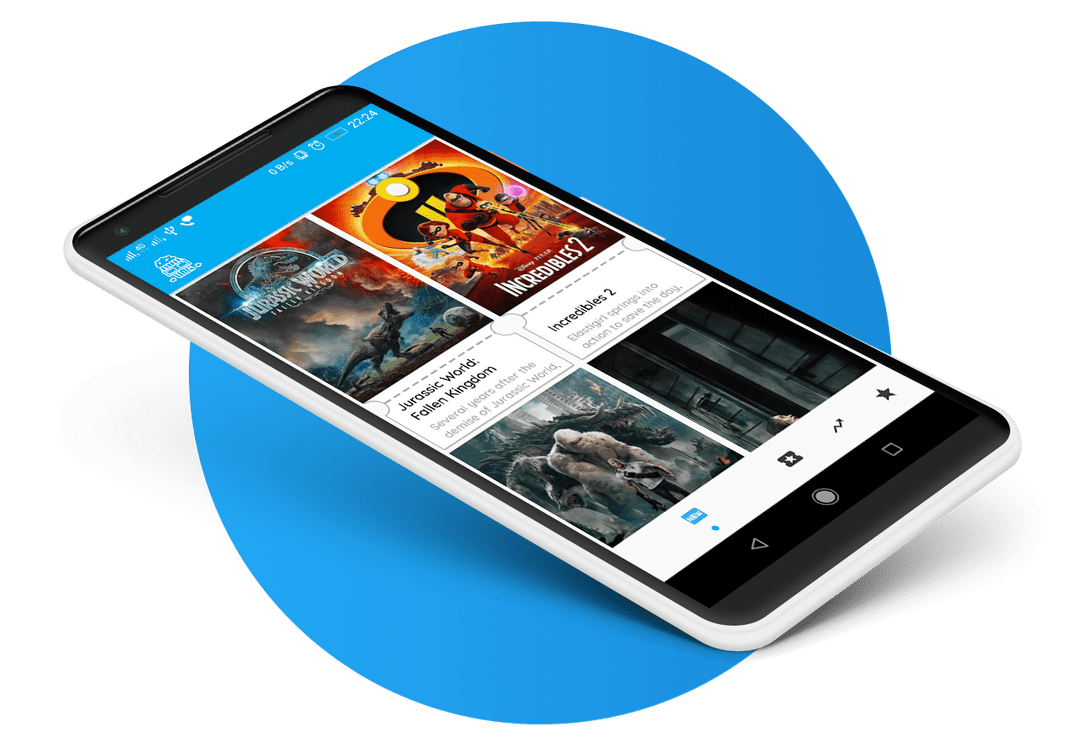 0 B/s
22:24
4G
JURASSIC WORLD
FALLEN KINGDOM
Disney PIXAR
INCREDIBLES 2
Jurassic World:
Fallen Kingdom
Several years after the
demise of Jurassic World,
Incredibles 2
Elastigirl springs into
action to save the day.
NEW